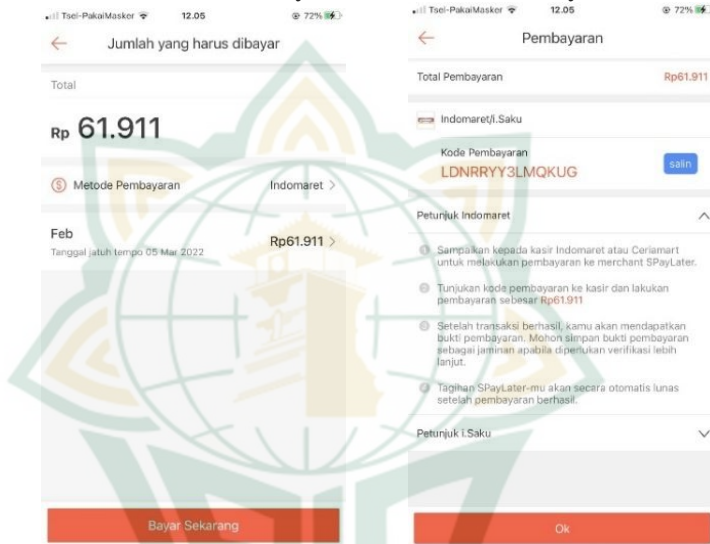 Tsel-PakaiMasker 12.05 72%
Jumlah yang harus dibayar
Total
Rp 61.911
Metode Pembayaran Indomaret >
Feb
Tanggal jatuh tempo 05 Mar 2022
Rp61.911 >
Bayar Sekarang
Tsel-PakaiMasker 12.05 72%
Pembayaran
Total Pembayaran Rp61.911
Indomaret/i.Saku
Kode Pembayaran
LDNRRYY3LMQKUG
salin
Petunjuk Indomaret
1 Sampaikan kepada kasir Indomaret atau Ceriamart
untuk melakukan pembayaran ke merchant SPayLater.
2 Tunjukan kode pembayaran ke kasir dan lakukan
pembayaran sebesar Rp61.911
3 Setelah transaksi berhasil, kamu akan mendapatkan
bukti pembayaran. Mohon simpan bukti pembayaran
sebagai jaminan apabila diperlukan verifikasi lebih
lanjut.
4 Tagihan SPayLater-mu akan secara otomatis lunas
setelah pembayaran berhasil.
Petunjuk i.Saku
Ok